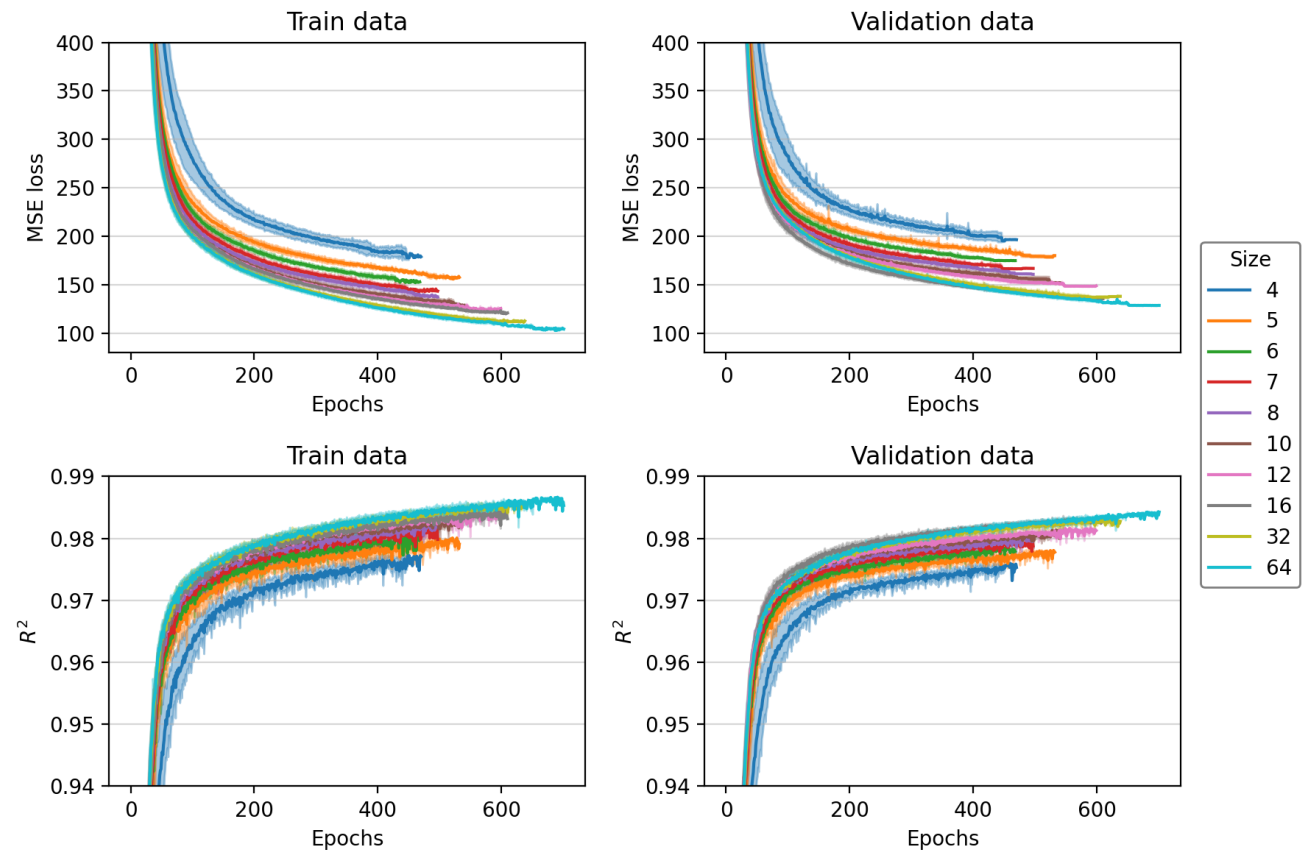 Train data
400
350
300
250
200
150
100
MSE loss
0 200 400 600
Epochs
Validation data
400
350
300
250
200
150
100
MSE loss
0 200 400 600
Epochs
Train data
0.99
0.98
0.97
0.96
0.95
0.94
R²
0 200 400 600
Epochs
Validation data
0.99
0.98
0.97
0.96
0.95
0.94
R²
0 200 400 600
Epochs
Size
4
5
6
7
8
10
12
16
32
64